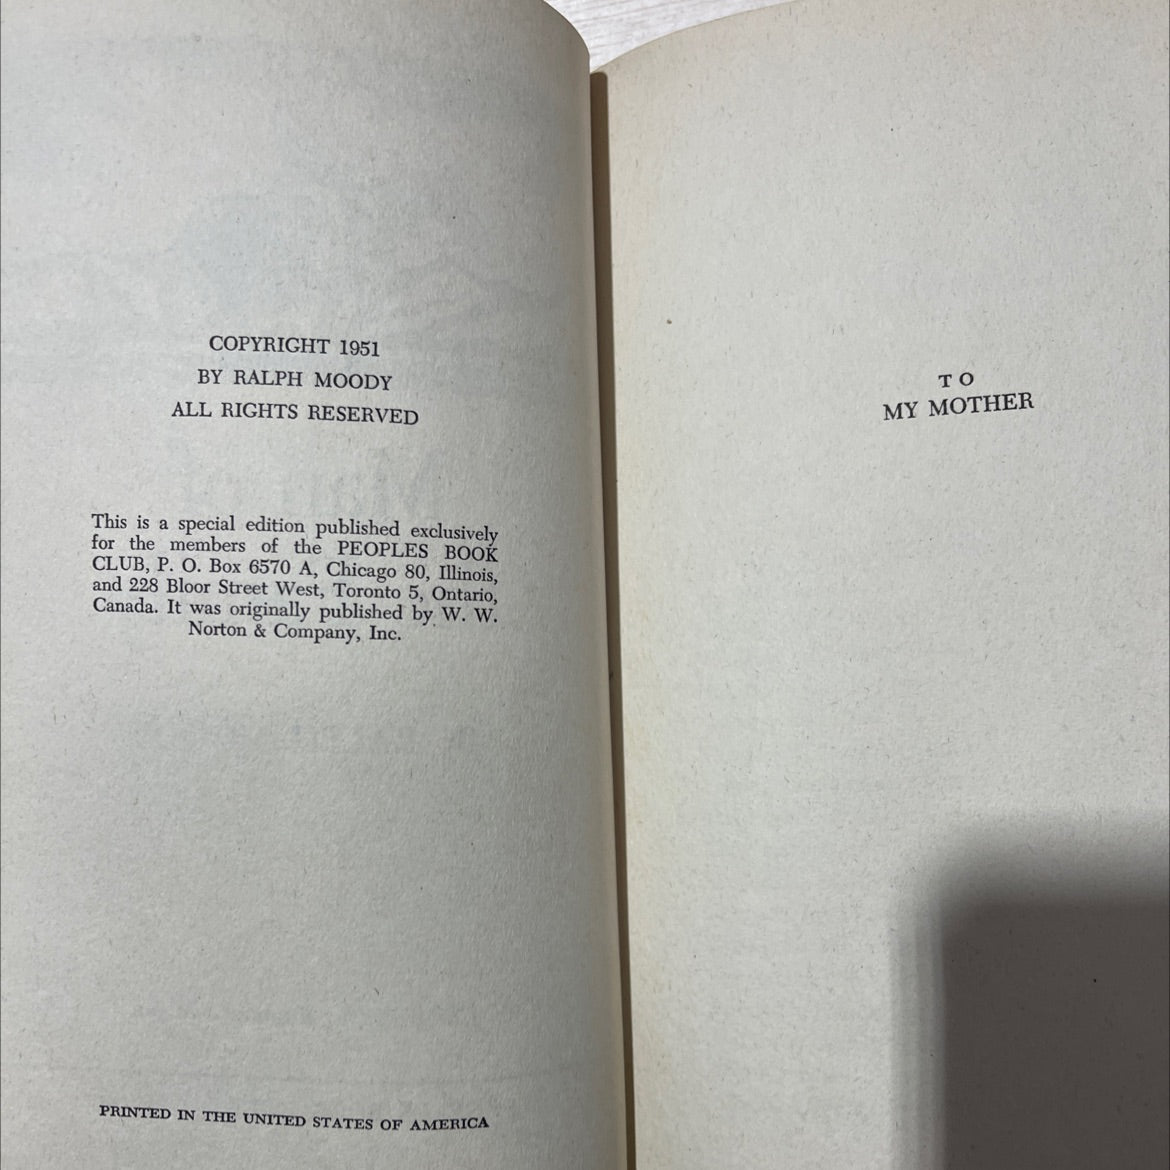 COPYRIGHT 1951
BY RALPH MOODY
ALL RIGHTS RESERVED
This is a special edition published exclusively
for the members of the PEOPLES BOOK
CLUB, P. O. Box 6570 A, Chicago 80, Illinois,
and 228 Bloor Street West, Toronto 5, Ontario,
Canada. It was originally published by W. W.
Norton & Company, Inc.
PRINTED IN THE UNITED STATES OF AMERICA
TO
MY MOTHER